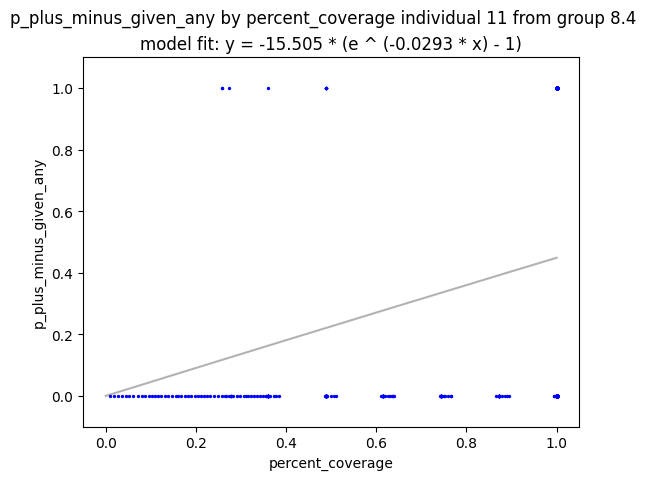 p_plus_minus_given_any by percent_coverage individual 11 from group 8.4
model fit: y = -15.505 * (e ^ (-0.0293 * x) - 1)
1.0
0.8
0.6
0.4
0.2
0.0
p_plus_minus_given_any
0.0 0.2 0.4 0.6 0.8 1.0
percent_coverage